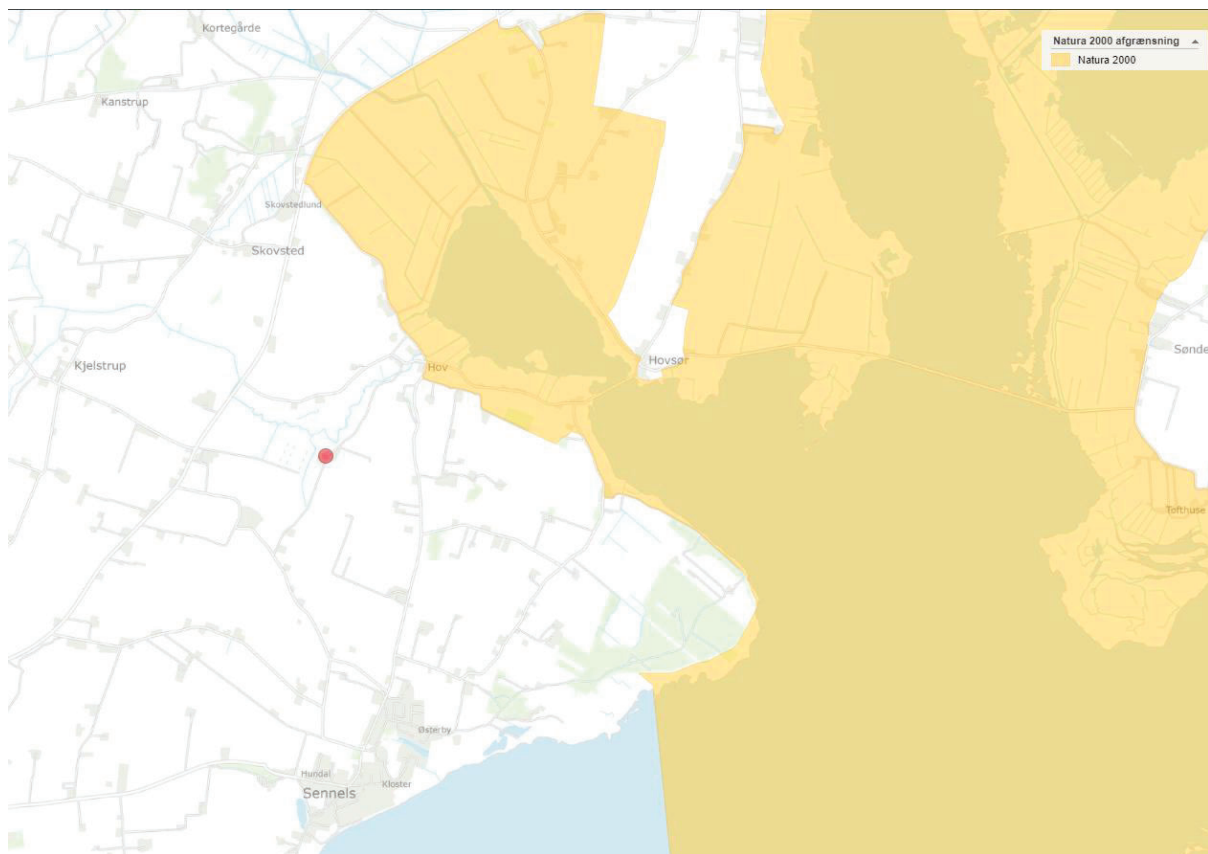 Kortegårde
Natura 2000 afgrænsning
Natura 2000
Kanstrup
Skovstedlund
Skovsted
Kjelstrup
Hov
Hovsør
Sønde
Tofthuse
Østerby
Hundal
Kloster
Sennels